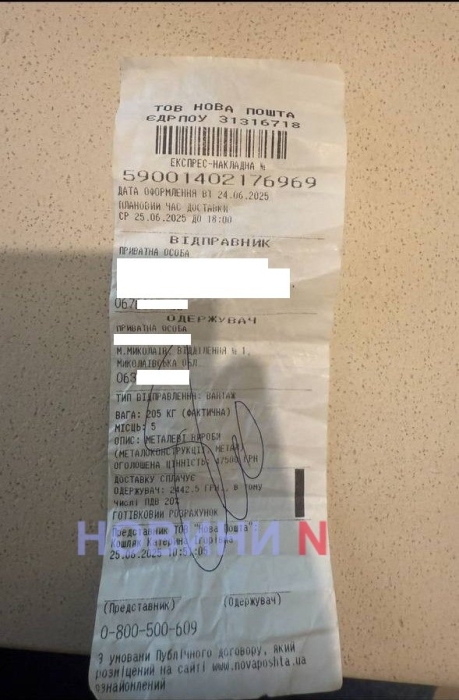 ТОВ НОВА ПОШТА
ЄДРПОУ 31316718
ЕКСПРЕС-НАКЛАДНА №
59001402176969
ДАТА ОФОРМЛЕННЯ ВТ 24.06.2025
ПЛАНОВИЙ ЧАС ДОСТАВКИ
СР 25.06.2025 ДО 18:00
ВІДПРАВНИК
ПРИВАТНА ОСОБА
067
ОДЕРЖУВАЧ
ПРИВАТНА ОСОБА
М.МИКОЛАЇВ, ВІДДІЛЕННЯ № 1,
МИКОЛАЇВСЬКА ОБЛ
063
ТИП ВІДПРАВЛЕННЯ: ВАНТАЖ
ВАГА: 205 КГ (ФАКТИЧНА)
МІСЦЬ: 5
ОПИС: МЕТАЛЕВІ ВИРОБИ
(МЕТАЛОКОНСТРУКЦІЇ, МЕТАЛ
ОГОЛОШЕНА ЦІННІСТЬ: 47500 ГРН
ДОСТАВКУ СПЛАЧУЄ
ОДЕРЖУВАЧ: 2442.5 ГРН., в тому
числі ПДВ 20%
ГОТІВКОВИЙ РОЗРАХУНОК
НОВИНИ N
Представник ТОВ "Нова Пошта"
Кошляк Катерина Ігорівна
25.06.2025
(Представник) (Одержувач)
0-800-500-609
З умовами Публічного договору, який
розміщений на сайті www.novaposhta.ua
ознайомлений